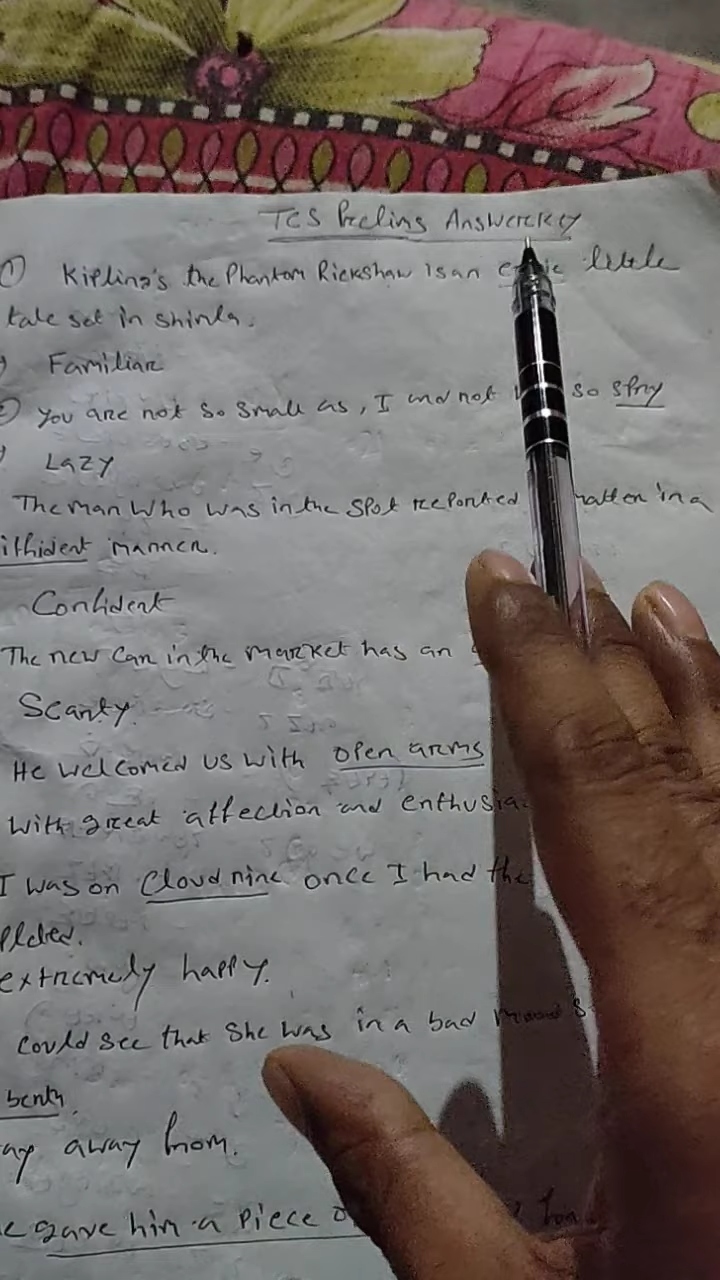 TCS Prelims Answerkey
① Kipling's the Phantom Rickshaw is an little
tale set in Shimla.
Familiar
② You are not so small as, I and not so spry
Lazy
The man who was in the spot reported matter in a
manner.
Confident
The new Car in the market has an
Scanty.
He welcomed us with open arms
With great affection and enthusia
I was on Cloud nine once I had the
extremely happy.
could see that She was in a bad
berth.
away from.
gave him a Piece